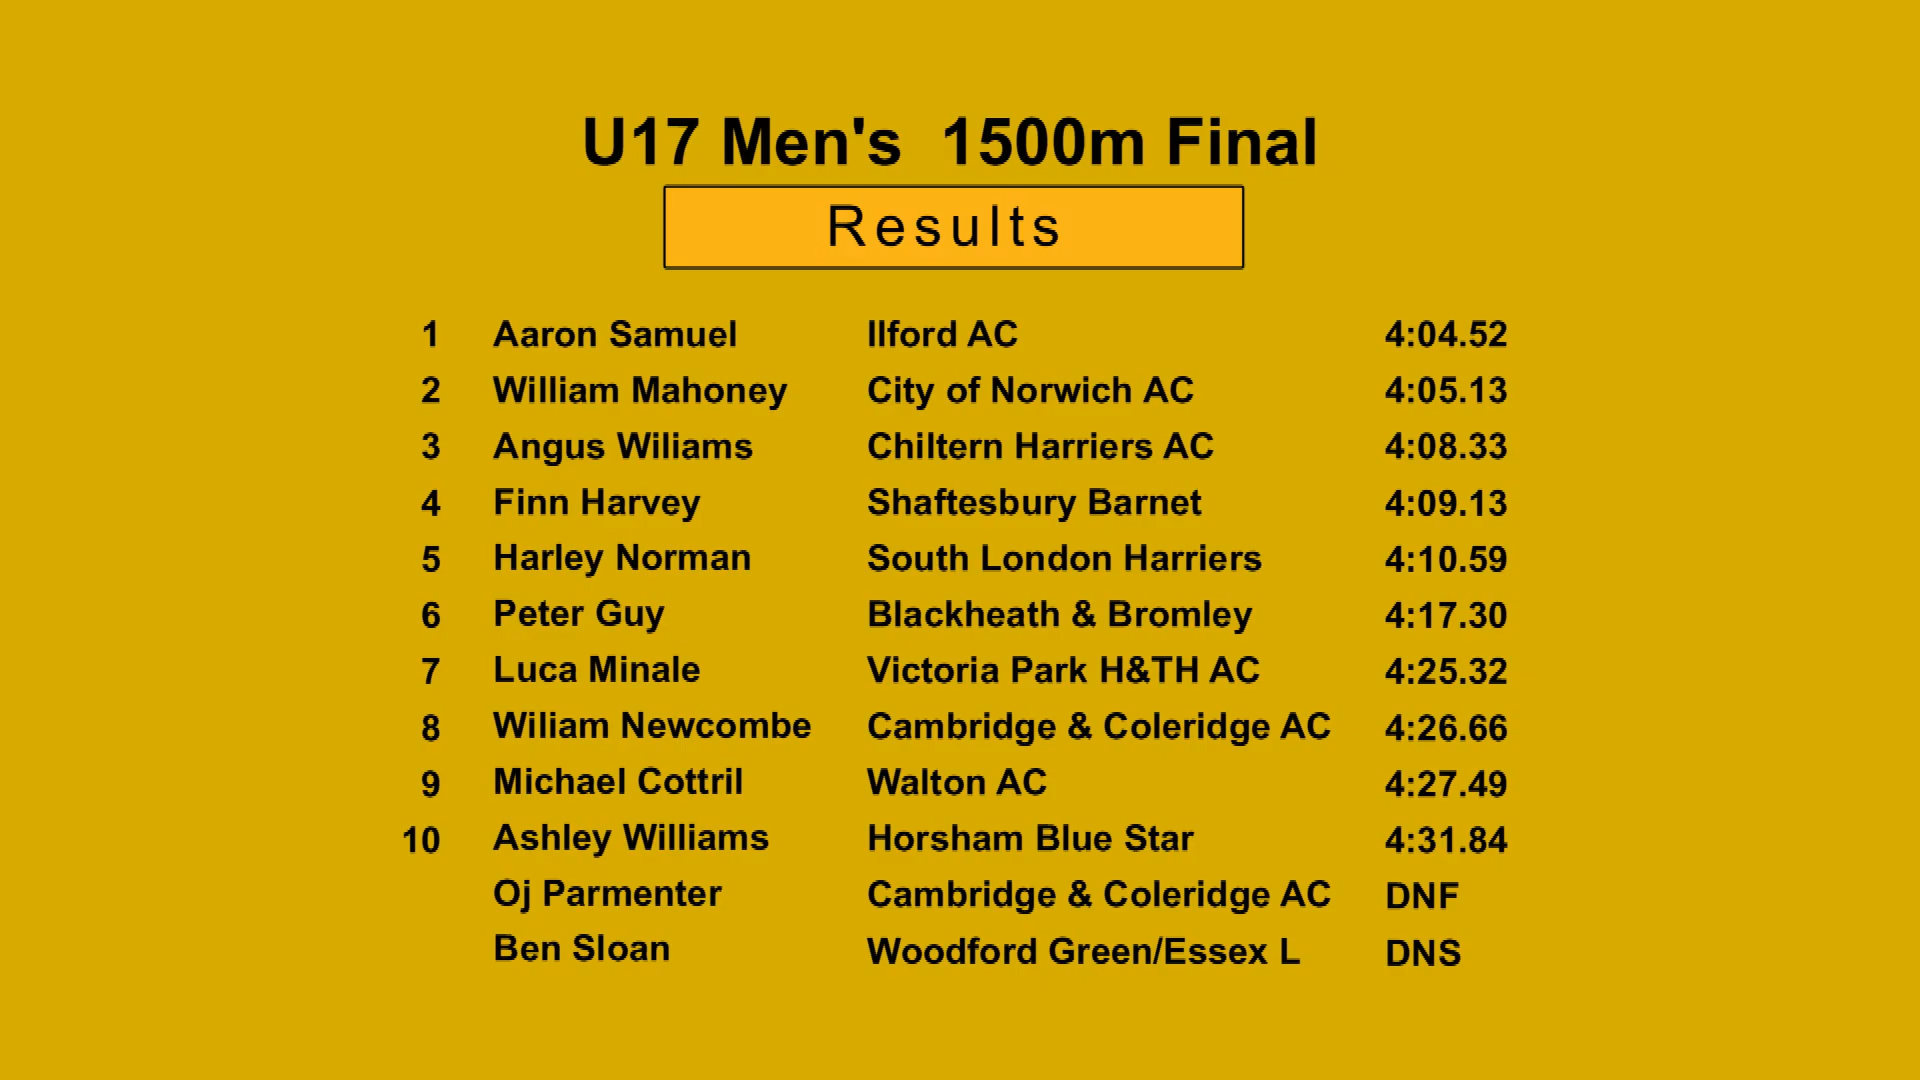 U17 Men's  1500m Final
Results
1 Aaron Samuel Ilford AC 4:04.52
2 William Mahoney City of Norwich AC 4:05.13
3 Angus Wiliams Chiltern Harriers AC 4:08.33
4 Finn Harvey Shaftesbury Barnet 4:09.13
5 Harley Norman South London Harriers 4:10.59
6 Peter Guy Blackheath & Bromley 4:17.30
7 Luca Minale Victoria Park H&TH AC 4:25.32
8 Wiliam Newcombe Cambridge & Coleridge AC 4:26.66
9 Michael Cottril Walton AC 4:27.49
10 Ashley Williams Horsham Blue Star 4:31.84
Oj Parmenter Cambridge & Coleridge AC DNF
Ben Sloan Woodford Green/Essex L DNS